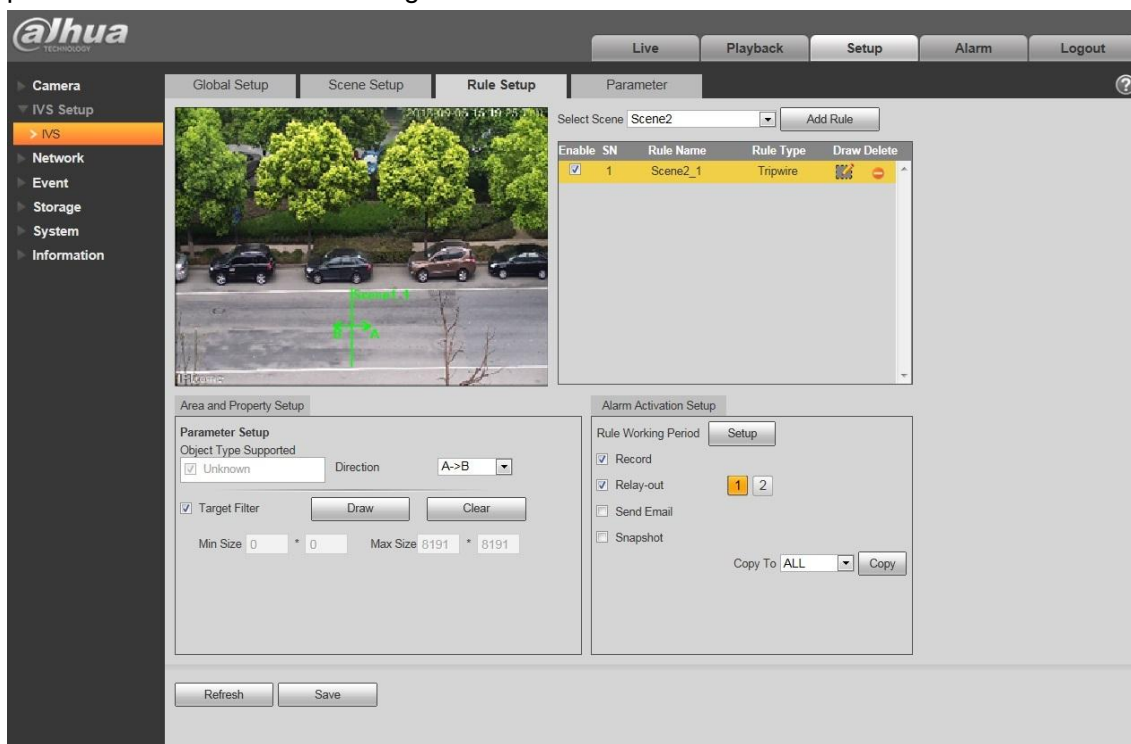 alhua
TECHNOLOGY
Live Playback Setup Alarm Logout
Camera
IVS Setup
> IVS
Network
Event
Storage
System
Information
Global Setup Scene Setup Rule Setup Parameter
?
Select Scene Scene2 Add Rule
Enable SN Rule Name Rule Type Draw Delete
1 Scene2_1 Tripwire
A
Area and Property Setup
Parameter Setup
Object Type Supported
Unknown Direction A->B
Target Filter Draw Clear
Min Size 0 * 0 Max Size 8191 * 8191
Alarm Activation Setup
Rule Working Period Setup
Record
Relay-out 1 2
Send Email
Snapshot
Copy To ALL Copy
Refresh Save